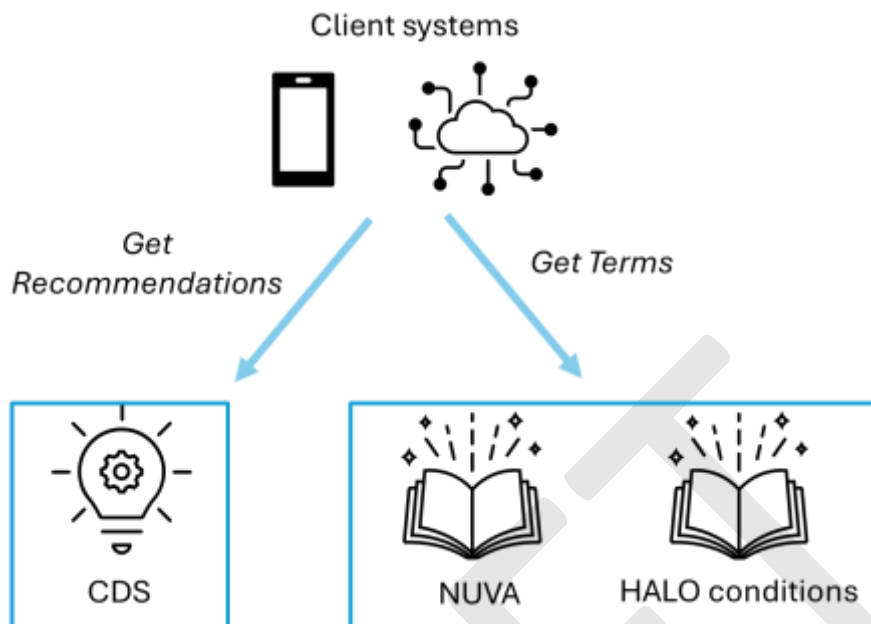 Client systems
Get
Recommendations
Get Terms
CDS
NUVA
HALO conditions